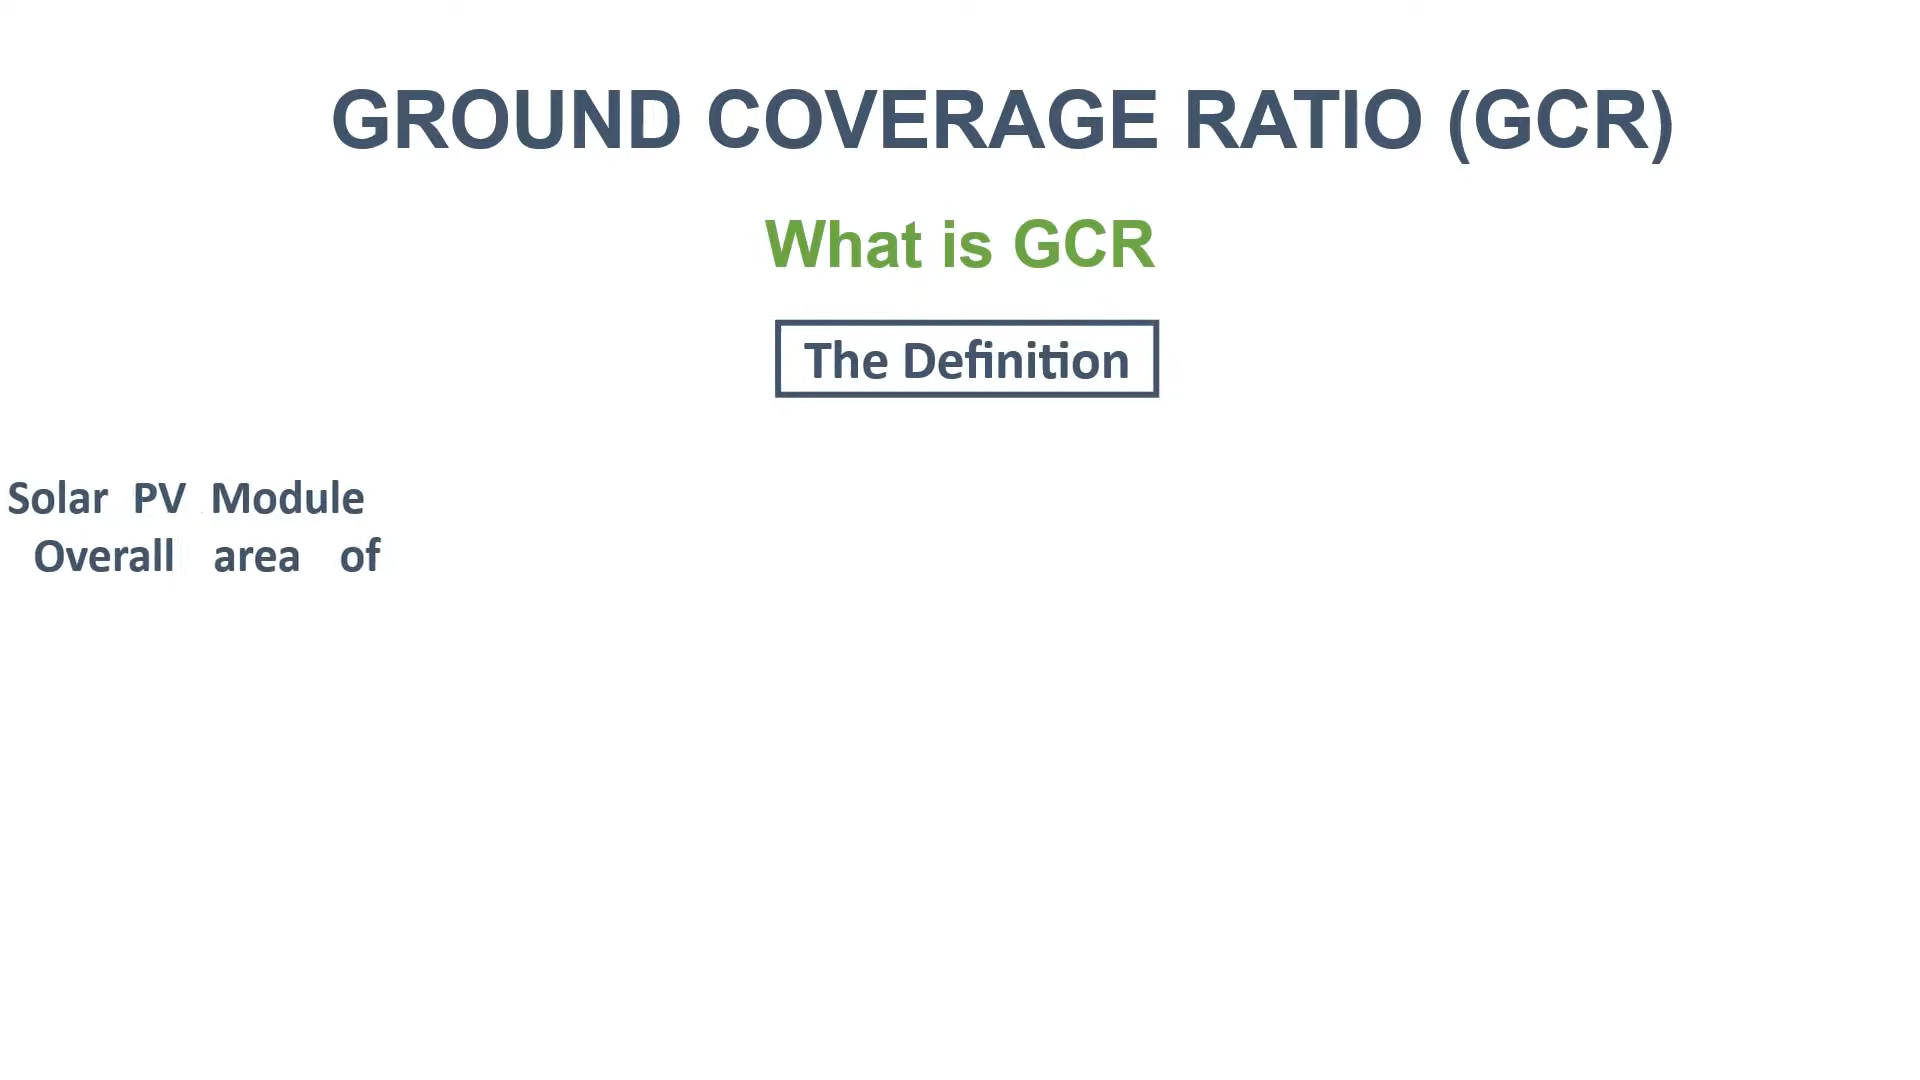 GROUND COVERAGE RATIO (GCR)
What is GCR
The Definition
Solar PV Module
Overall area of